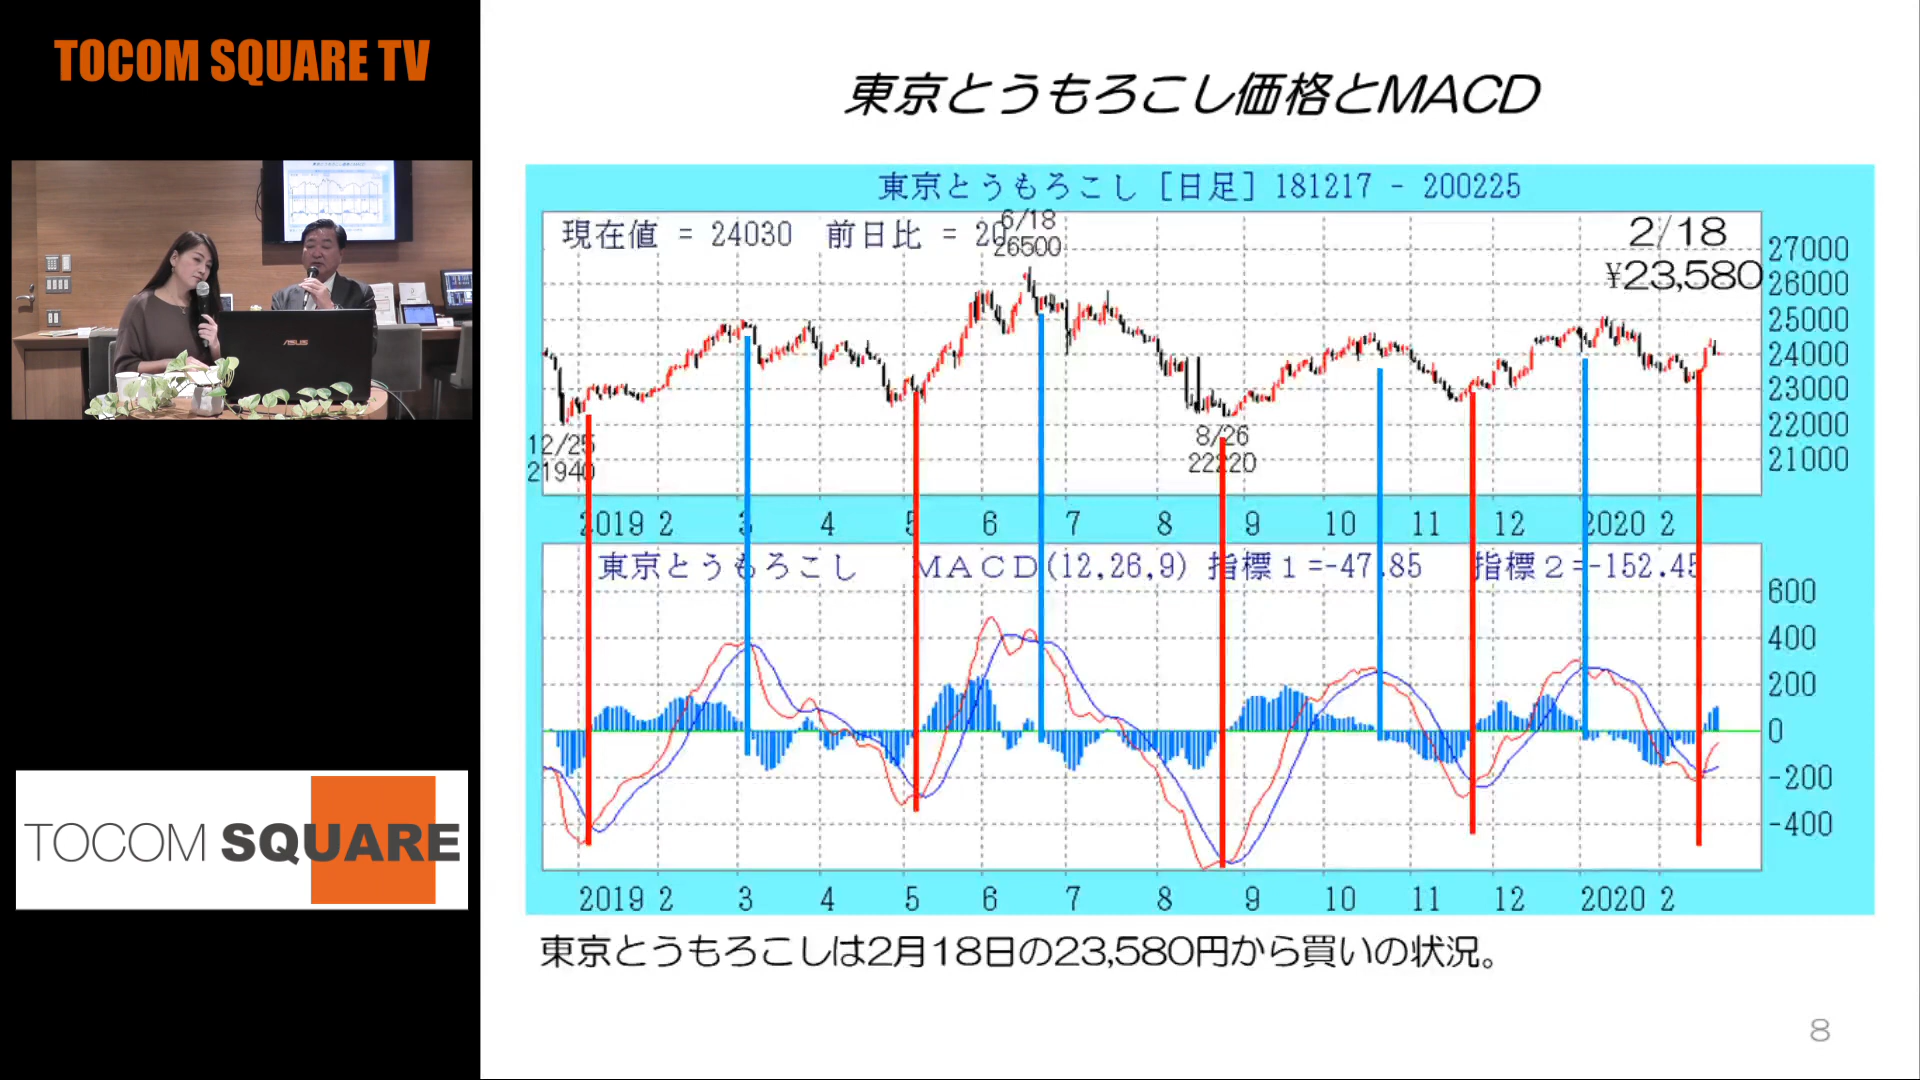 TOCOM SQUARE TV
ASUS
TOCOM SQUARE
東京とうもろこし価格とMACD
東京とうもろこし [日足] 181217 - 200225
現在値 = 24030 前日比 = 20
6/18
26500
2/18
¥23,580
27000
26000
25000
24000
23000
22000
21000
12/25
21940
8/26
22220
2019 2 3 4 5 6 7 8 9 10 11 12 2020 2
東京とうもろこし MACD(12,26,9) 指標1=-47.85 指標2=-152.45
600
400
200
0
-200
-400
2019 2 3 4 5 6 7 8 9 10 11 12 2020 2
東京とうもろこしは2月18日の23,580円から買いの状況。
8